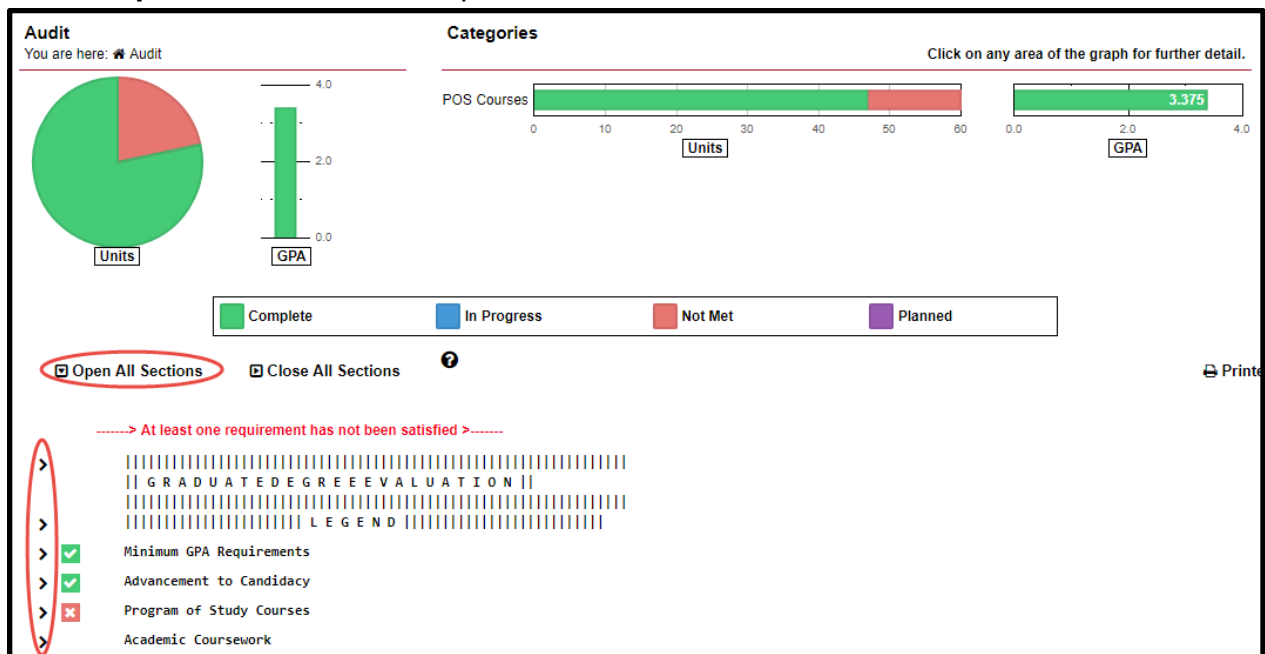 Audit
You are here: Audit
Categories
Click on any area of the graph for further detail.
4.0
2.0
0.0
Units
GPA
POS Courses
0 10 20 30 40 50 60
Units
3.375
0.0 2.0 4.0
GPA
Complete
In Progress
Not Met
Planned
Open All Sections
Close All Sections
Printe
-------> At least one requirement has not been satisfied >-------
|| G R A D U A T E D E G R E E E V A L U A T I O N ||
L E G E N D
Minimum GPA Requirements
Advancement to Candidacy
Program of Study Courses
Academic Coursework